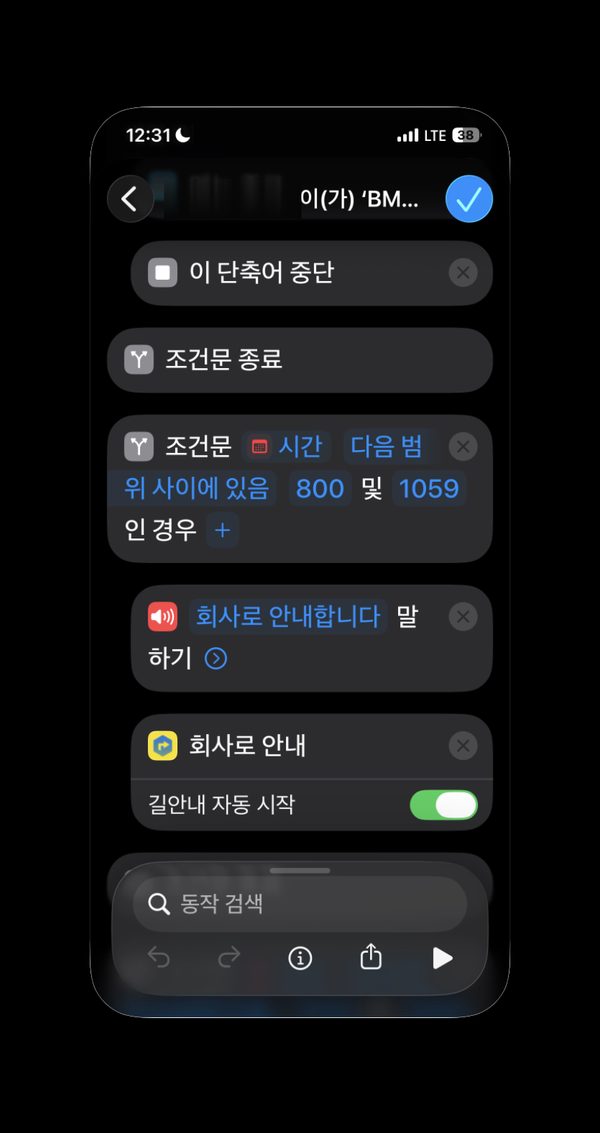 12:31
LTE 38
이(가) ‘BM...
이 단축어 중단
조건문 종료
조건문 시간 다음 범
위 사이에 있음 800 및 1059
인 경우 +
회사로 안내합니다 말
하기
회사로 안내
길안내 자동 시작
동작 검색